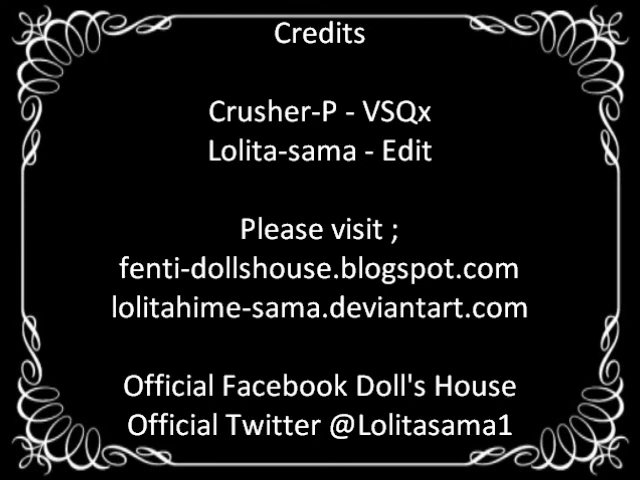 Credits
Crusher-P - VSQx
Lolita-sama - Edit
Please visit ;
fenti-dollshouse.blogspot.com
lolitahime-sama.deviantart.com
Official Facebook Doll's House
Official Twitter @Lolitasama1